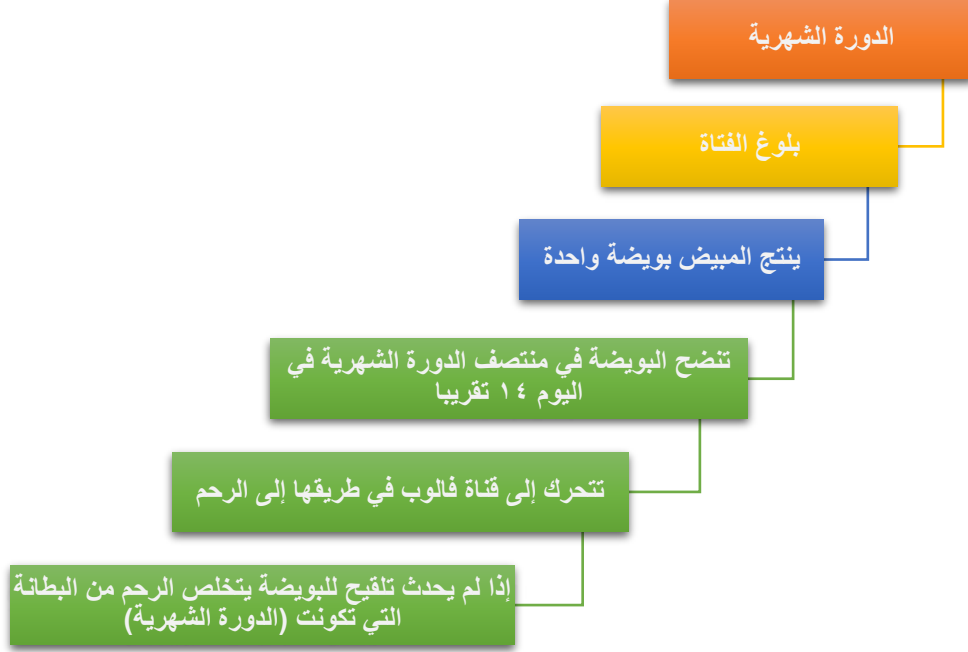 الدورة الشهرية
بلوغ الفتاة
ينتج المبيض بويضة واحدة
تنضح البويضة في منتصف الدورة الشهرية في
اليوم ١٤ تقريبا
تتحرك إلى قناة فالوب في طريقها إلى الرحم
إذا لم يحدث تلقيح للبويضة يتخلص الرحم من البطانة
التي تكونت (الدورة الشهرية)